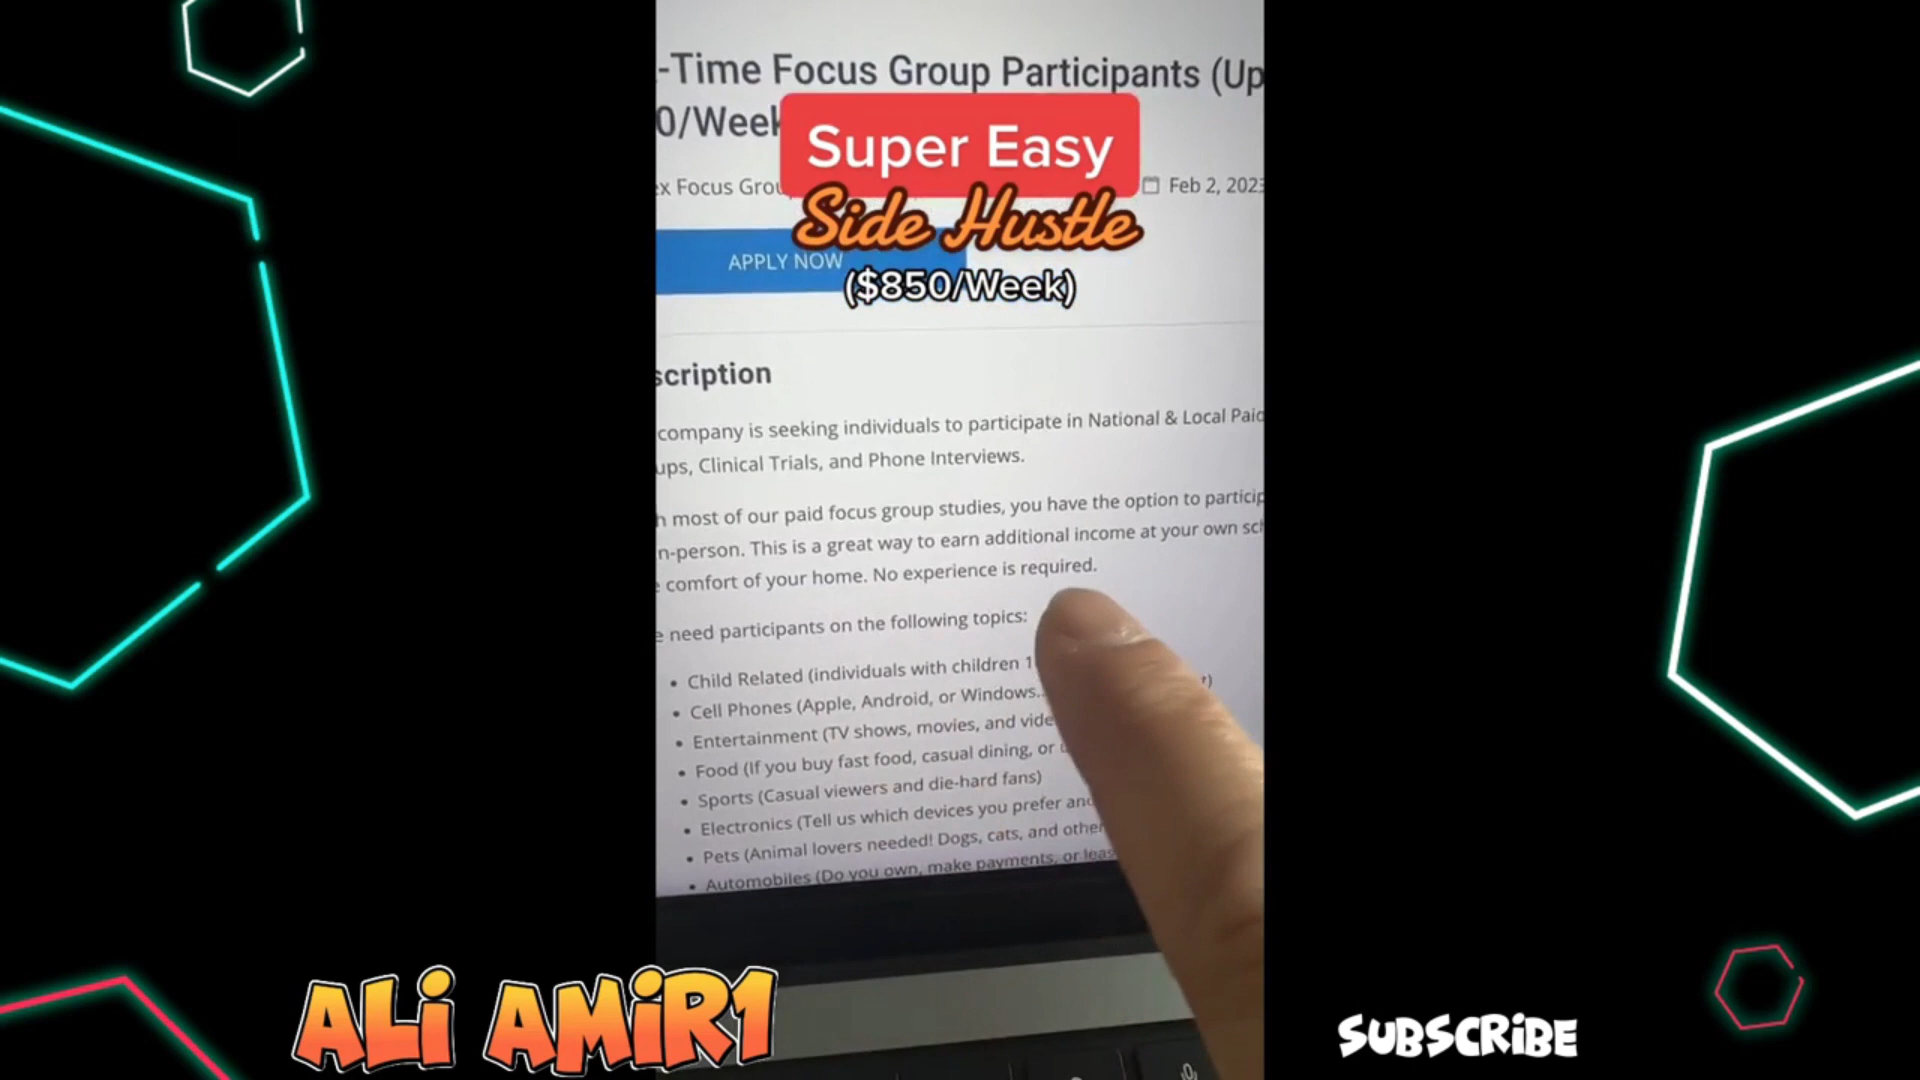 -Time Focus Group Participants (Up
0/Week
Super Easy
x Focus Grou
Feb 2, 2023
Side Hustle
APPLY NOW
($850/Week)
scription
company is seeking individuals to participate in National & Local Paid
ups, Clinical Trials, and Phone Interviews.
h most of our paid focus group studies, you have the option to particip
n-person. This is a great way to earn additional income at your own sch
e comfort of your home. No experience is required.
e need participants on the following topics:
• Child Related (individuals with children 1
• Cell Phones (Apple, Android, or Windows..
• Entertainment (TV shows, movies, and vide
• Food (If you buy fast food, casual dining, or
• Sports (Casual viewers and die-hard fans)
• Electronics (Tell us which devices you prefer and
• Pets (Animal lovers needed! Dogs, cats, and other
• Automobiles (Do you own, make payments, or leas
ALi AMiR1
SUBSCRiBE